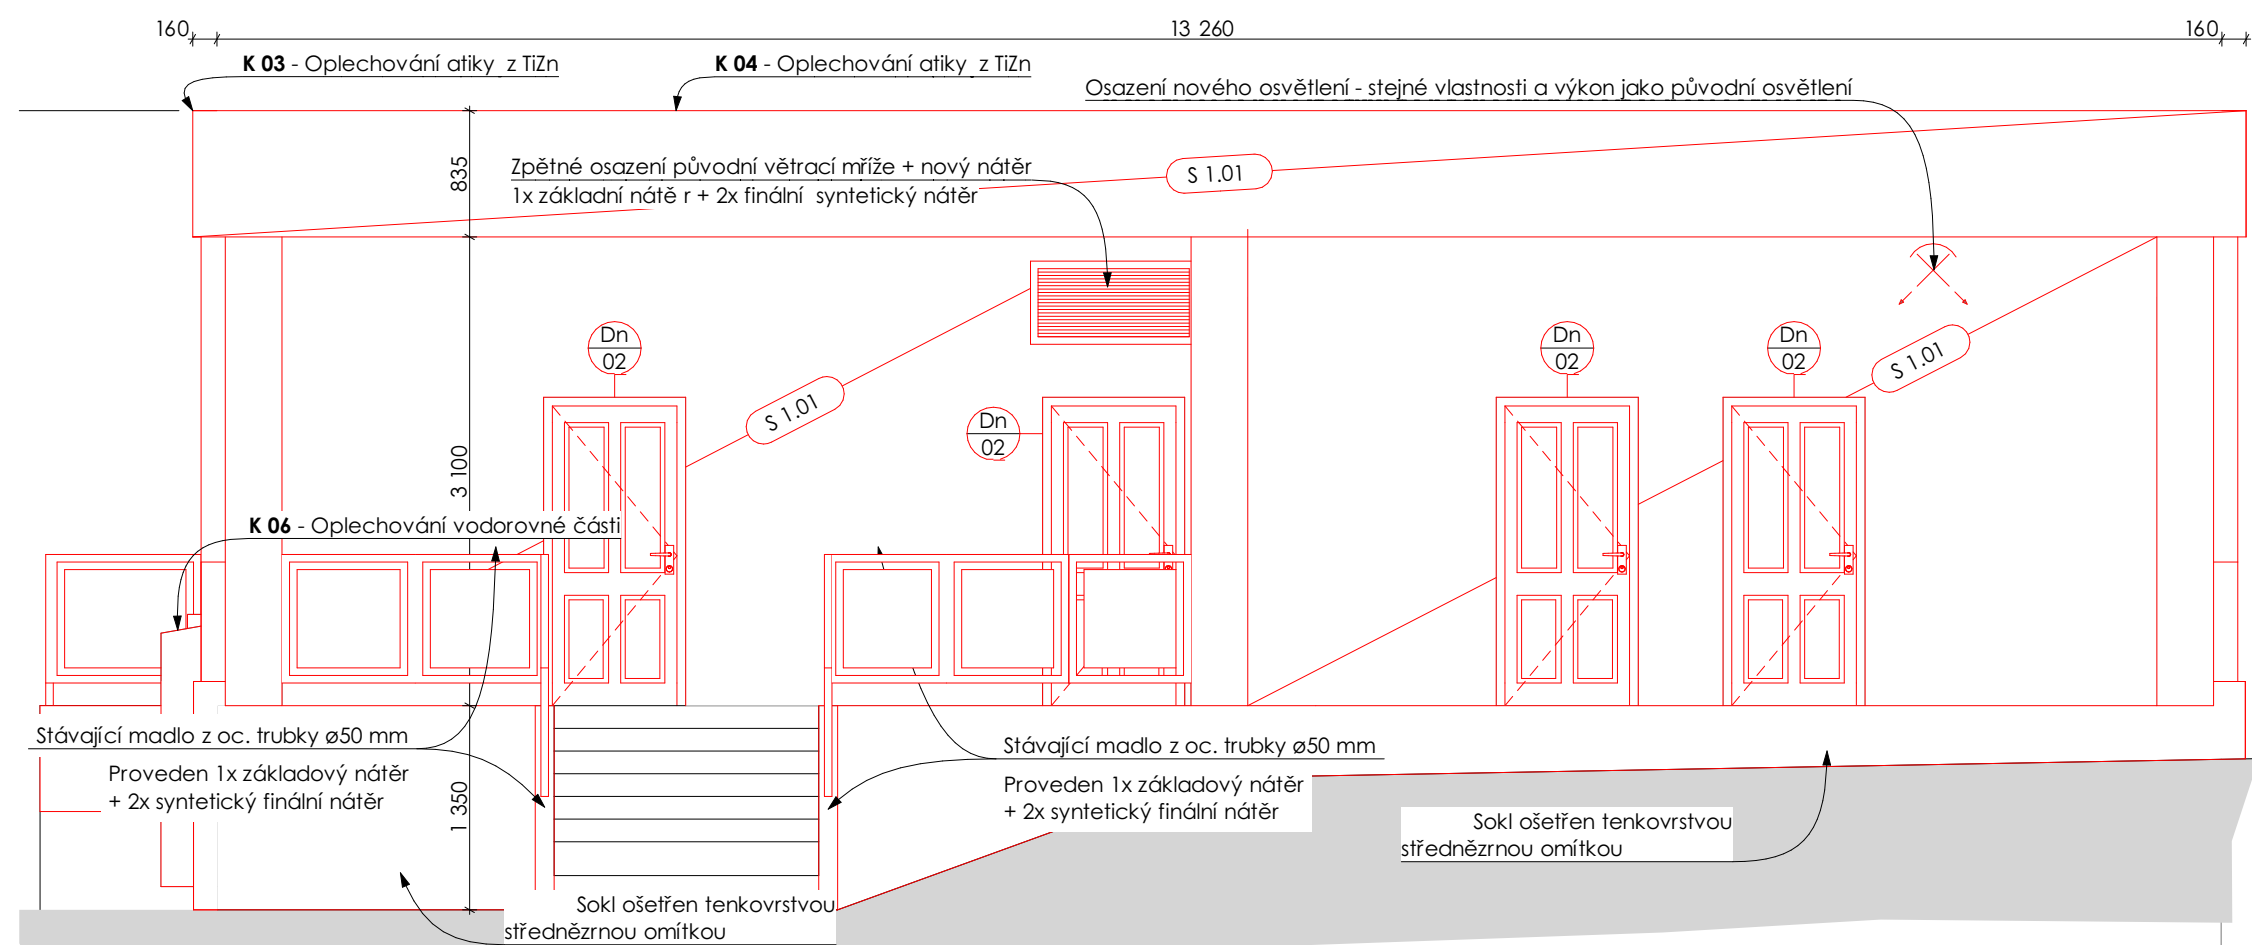 160
13 260
160
K 03 - Oplechování atiky z TiZn
K 04 - Oplechování atiky z TiZn
Osazení nového osvětlení - stejné vlastnosti a výkon jako původní osvětlení
835
Zpětné osazení původní větrací mříže + nový nátěr
1x základní nátě r + 2x finální syntetický nátěr
S 1.01
Dn
02
Dn
02
Dn
02
S 1.01
S 1.01
Dn
02
3 100
K 06 - Oplechování vodorovné části
Stávající madlo z oc. trubky ø50 mm
Proveden 1x základový nátěr
+ 2x syntetický finální nátěr
1 350
Stávající madlo z oc. trubky ø50 mm
Proveden 1x základový nátěr
+ 2x syntetický finální nátěr
Sokl ošetřen tenkovrstvou
střednězrnou omítkou
Sokl ošetřen tenkovrstvou
střednězrnou omítkou